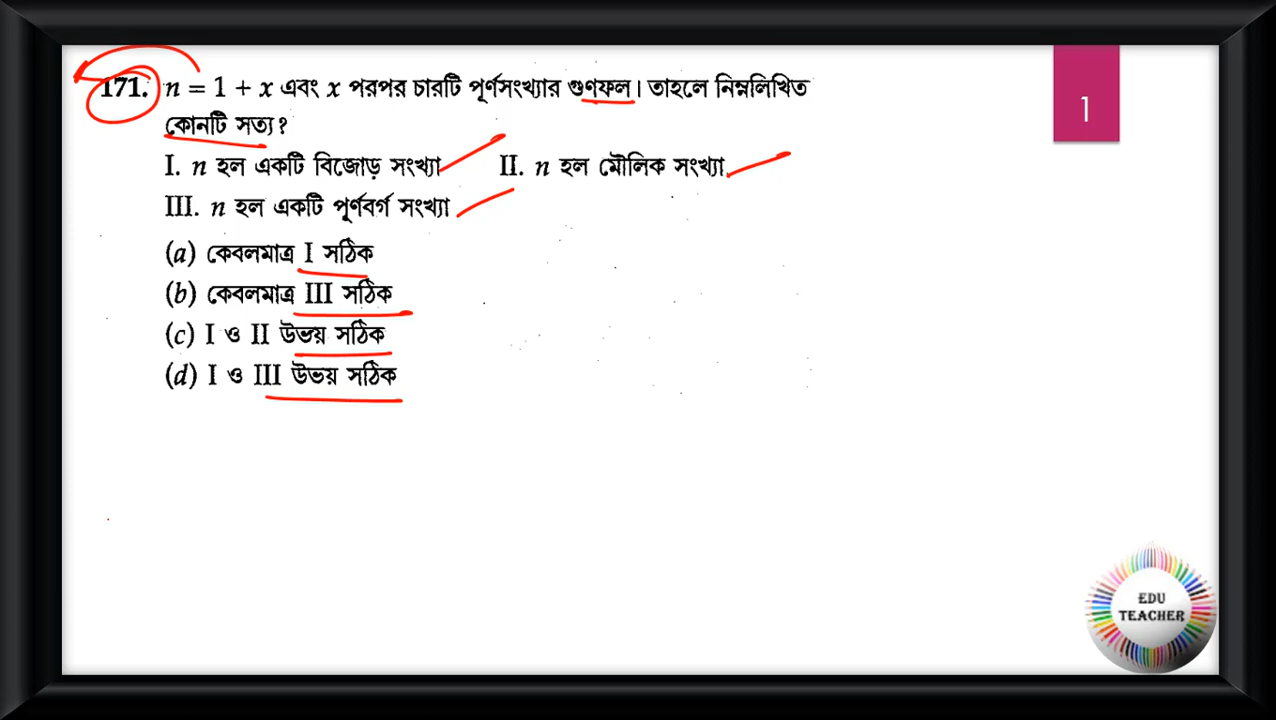 171. n = 1 + x এবং x পরপর চারটি পূর্ণসংখ্যার গুণফল। তাহলে নিম্নলিখিত
কোনটি সত্য?
I. n হল একটি বিজোড় সংখ্যা II. n হল মৌলিক সংখ্যা
III. n হল একটি পূর্ণবর্গ সংখ্যা
(a) কেবলমাত্র I সঠিক
(b) কেবলমাত্র III সঠিক
(c) I ও II উভয় সঠিক
(d) I ও III উভয় সঠিক
1
EDU
TEACHER